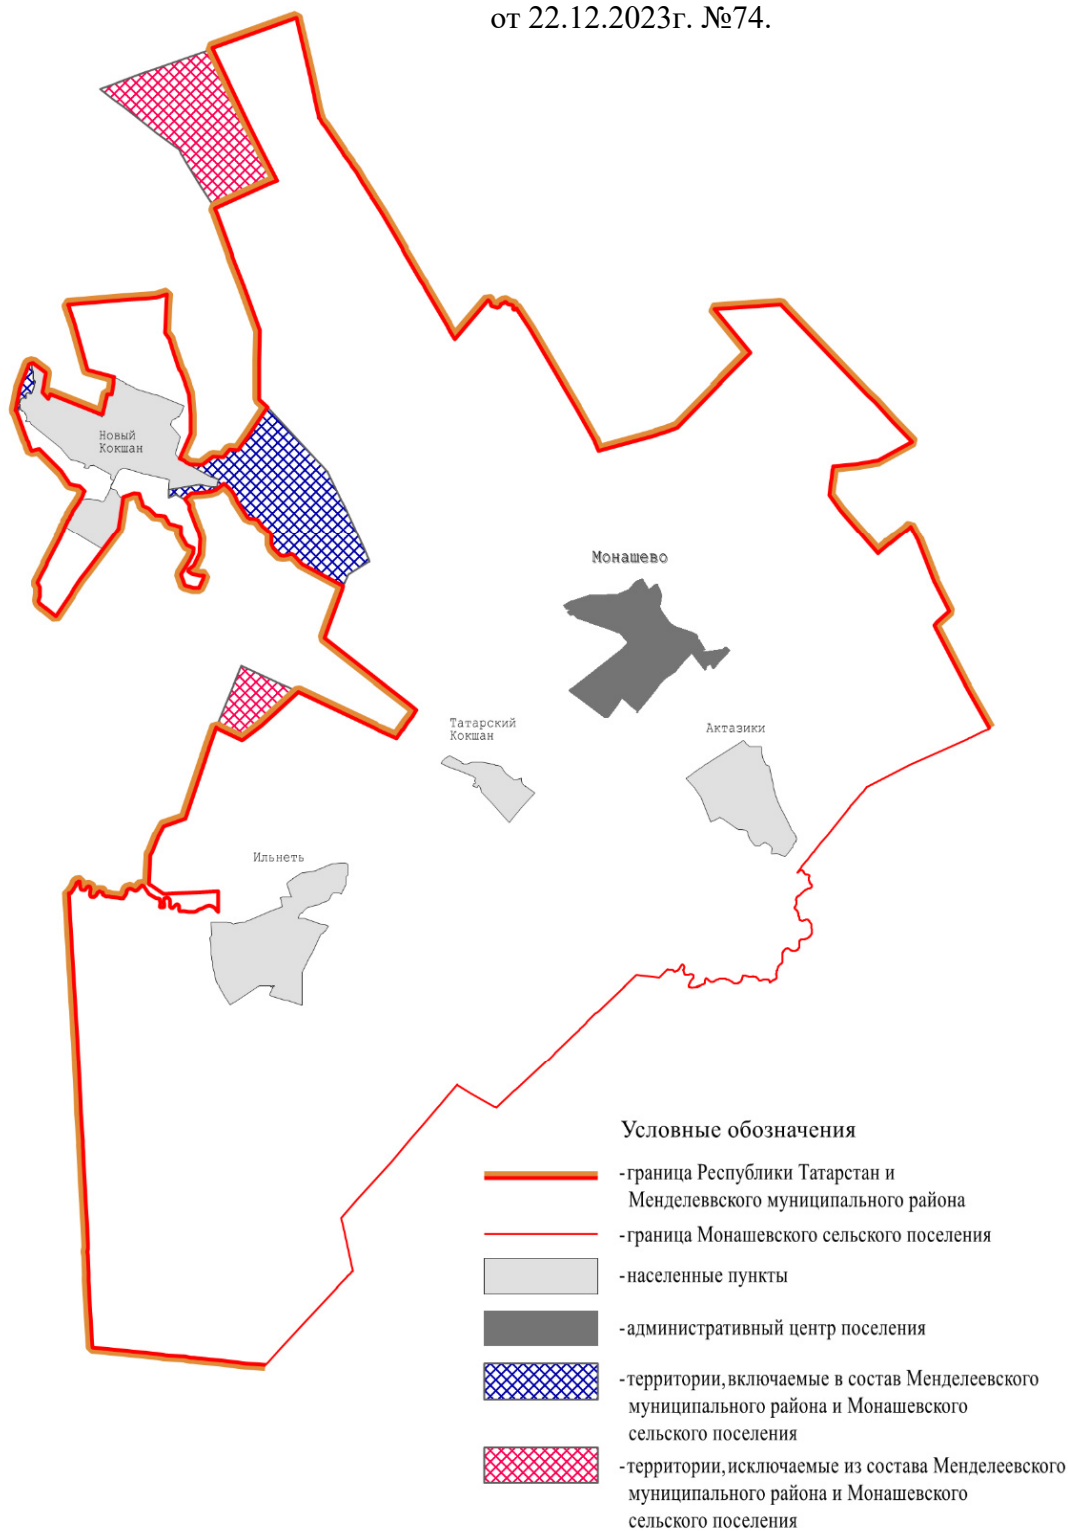 от 22.12.2023г. №74.
Новый
Кокшан
Монашево
Татарский
Кокшан
Актазики
Ильнеть
Условные обозначения
-граница Республики Татарстан и
Менделеввского муниципального района
-граница Монашевского сельского поселения
-населенные пункты
-административный центр поселения
-территории,включаемые в состав Менделеевского
муниципального района и Монашевского
сельского поселения
-территории,исключаемые из состава Менделеевского
муниципального района и Монашевского
сельского поселения